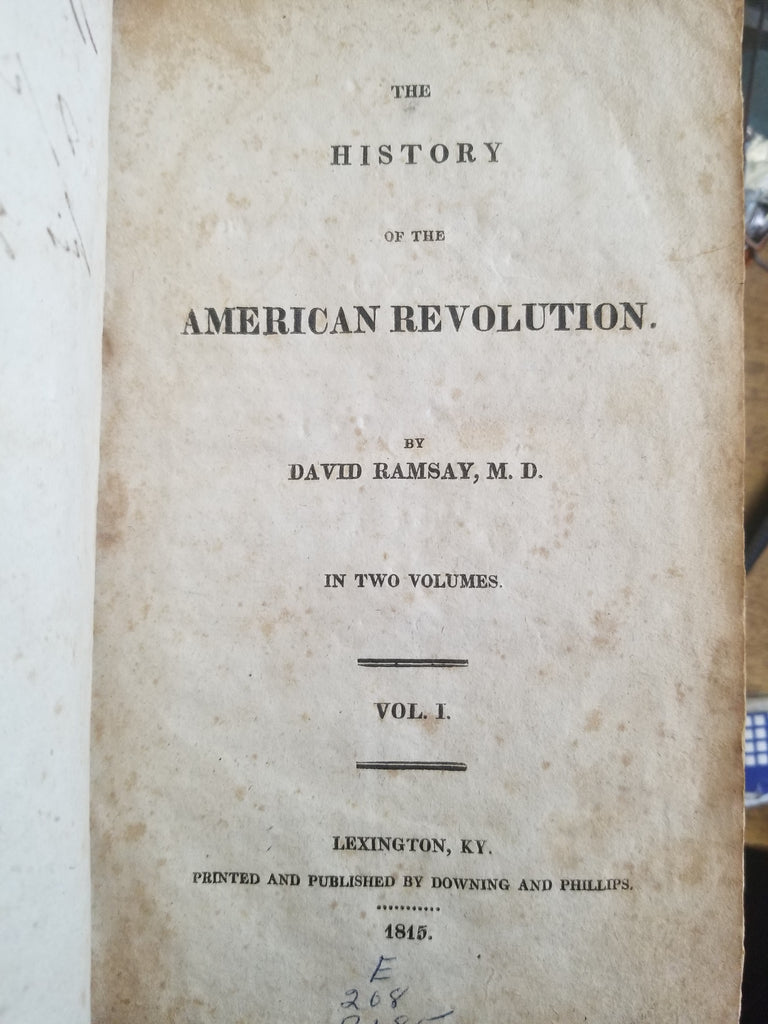 THE
HISTORY
OF THE
AMERICAN REVOLUTION.
BY
DAVID RAMSAY, M. D.
IN TWO VOLUMES.
VOL. I.
LEXINGTON, KY.
PRINTED AND PUBLISHED BY DOWNING AND PHILLIPS.
1815.
E
208